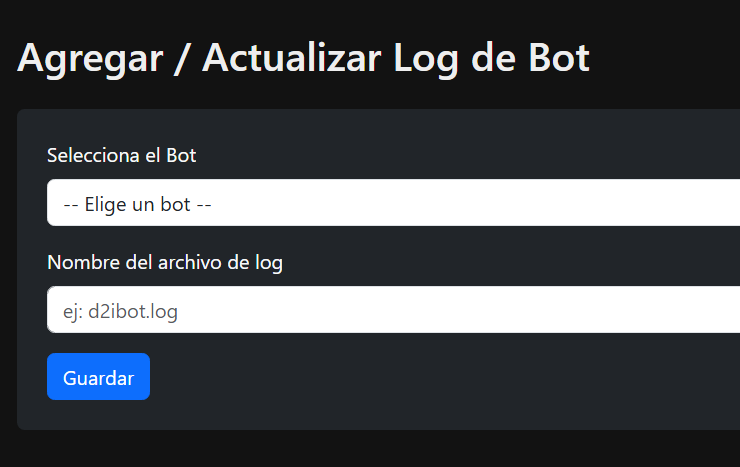 Agregar / Actualizar Log de Bot
Selecciona el Bot
-- Elige un bot --
Nombre del archivo de log
ej: d2ibot.log
Guardar